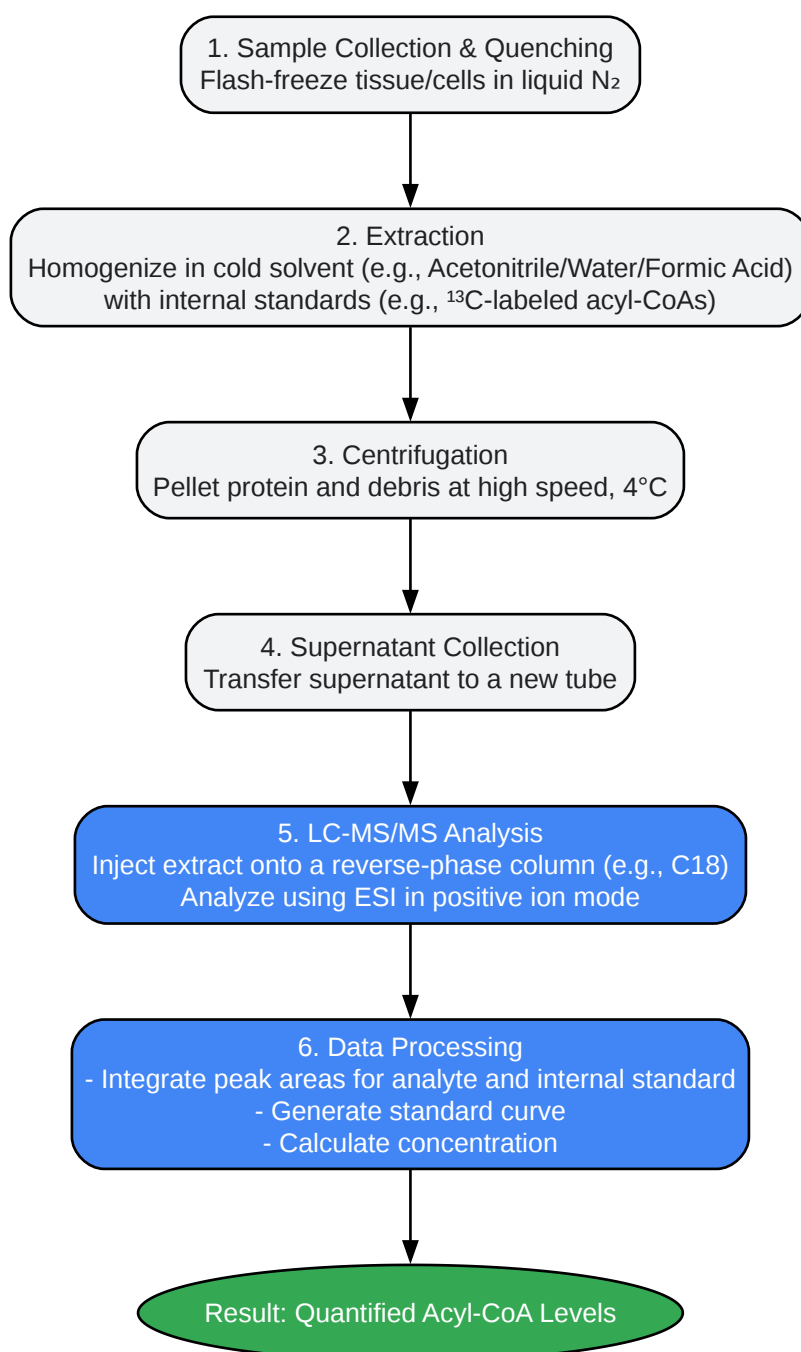 1. Sample Collection & Quenching
Flash-freeze tissue/cells in liquid N₂
2. Extraction
Homogenize in cold solvent (e.g., Acetonitrile/Water/Formic Acid)
with internal standards (e.g., ¹³C-labeled acyl-CoAs)
3. Centrifugation
Pellet protein and debris at high speed, 4°C
4. Supernatant Collection
Transfer supernatant to a new tube
5. LC-MS/MS Analysis
Inject extract onto a reverse-phase column (e.g., C18)
Analyze using ESI in positive ion mode
6. Data Processing
- Integrate peak areas for analyte and internal standard
- Generate standard curve
- Calculate concentration
Result: Quantified Acyl-CoA Levels